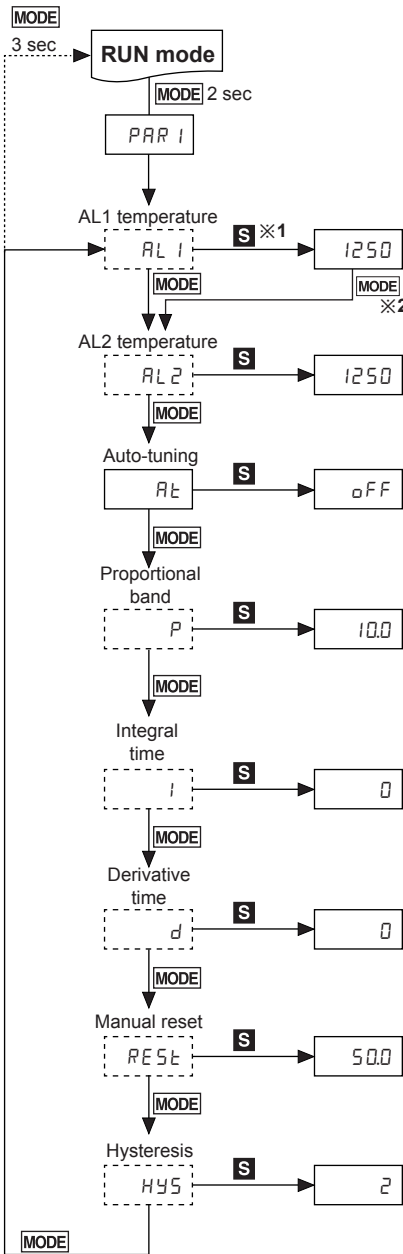 MODE
3 sec
RUN mode
MODE 2 sec
PAR1
AL1 temperature
AL1
S ※1
1250
MODE
MODE
※2
AL2 temperature
AL2
S
1250
MODE
Auto-tuning
At
S
oFF
MODE
Proportional
band
P
S
10.0
MODE
Integral
time
I
S
0
MODE
Derivative
time
d
S
0
MODE
Manual reset
RESt
S
50.0
MODE
Hysteresis
HYS
S
2
MODE